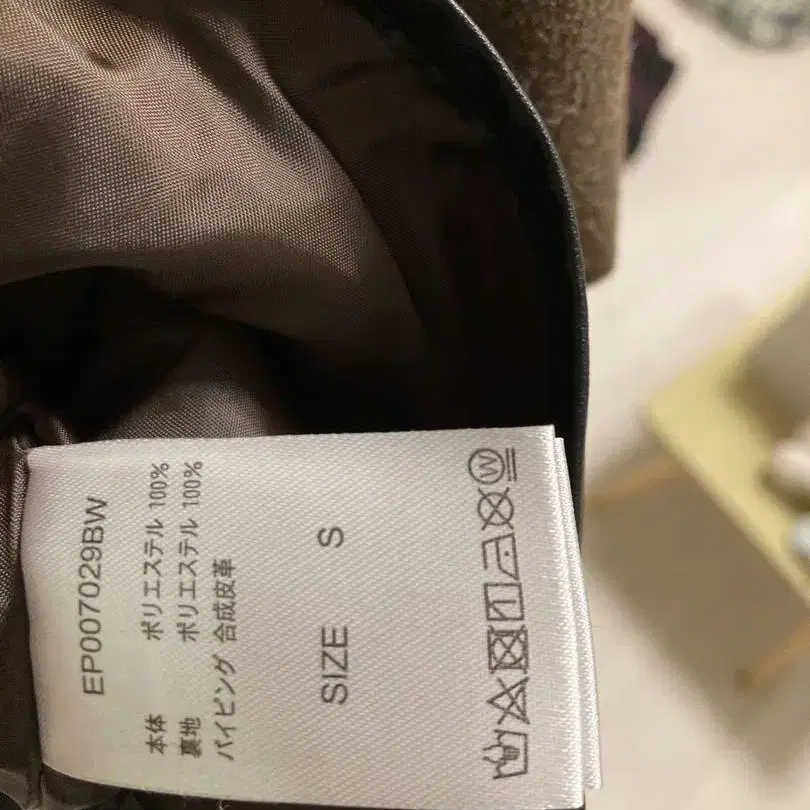 EP007029BW
本体 ポリエステル 100%
裏地 ポリエステル 100%
パイピング 合成皮革
SIZE S
W